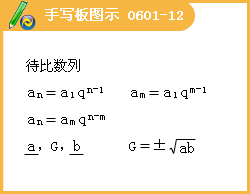 手写板图示 0601-12
待比数列
aₙ=a₁qⁿ⁻¹ aₘ=a₁qᵐ⁻¹
aₙ=aₘqⁿ⁻ᵐ
a, G, b G=±√ab